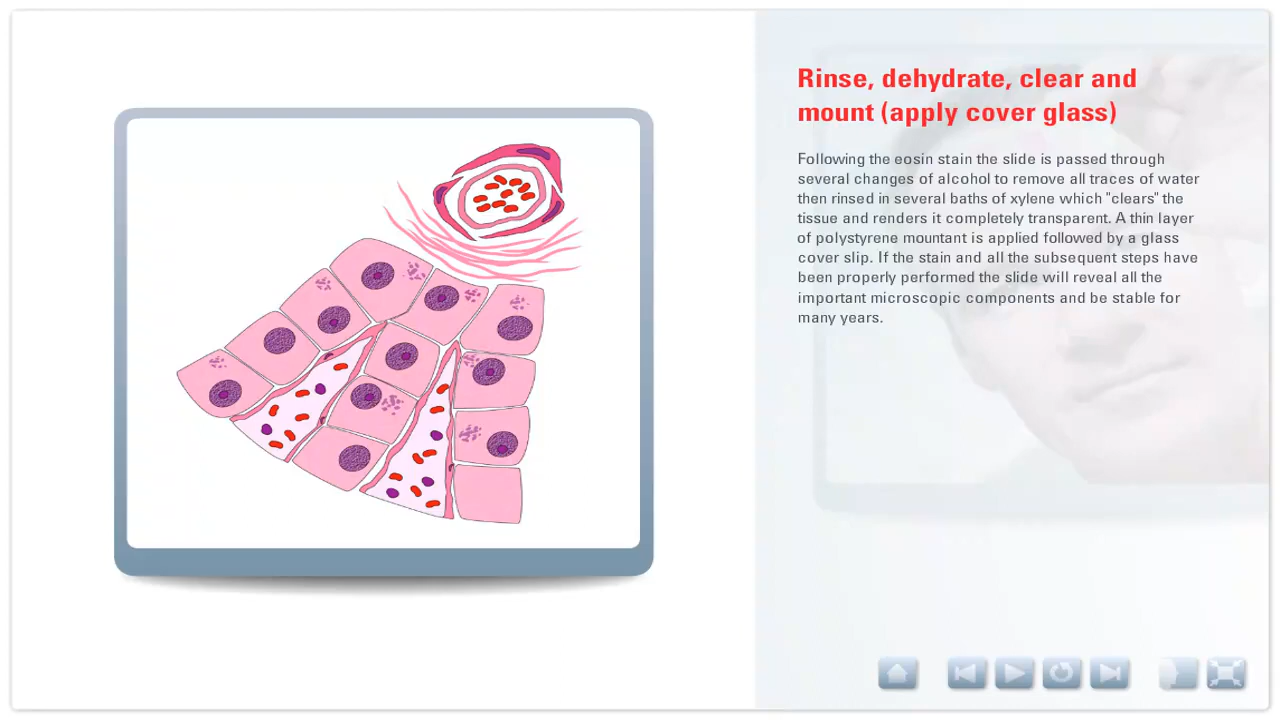 Rinse, dehydrate, clear and
mount (apply cover glass)
Following the eosin stain the slide is passed through
several changes of alcohol to remove all traces of water
then rinsed in several baths of xylene which "clears" the
tissue and renders it completely transparent. A thin layer
of polystyrene mountant is applied followed by a glass
cover slip. If the stain and all the subsequent steps have
been properly performed the slide will reveal all the
important microscopic components and be stable for
many years.